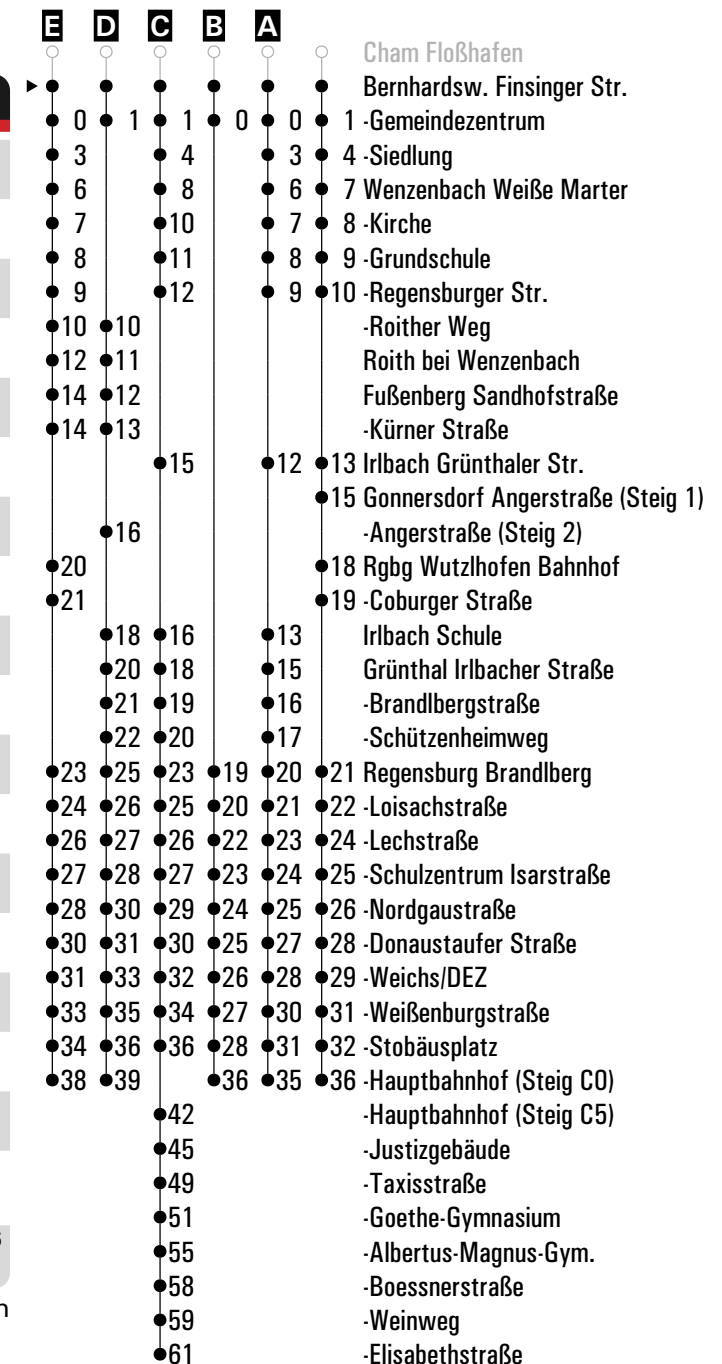 E D C B A
Cham Floßhafen
Bernhardsw. Finsinger Str.
0 1 1 0 0 1 -Gemeindezentrum
3 4 3 4 -Siedlung
6 8 6 7 Wenzenbach Weiße Marter
7 10 7 8 -Kirche
8 11 8 9 -Grundschule
9 12 9 10 -Regensburger Str.
10 10 -Roither Weg
12 11 Roith bei Wenzenbach
14 12 Fußenberg Sandhofstraße
14 13 -Kürner Straße
15 12 13 Irlbach Grünthaler Str.
15 Gonnersdorf Angerstraße (Steig 1)
16 -Angerstraße (Steig 2)
20 18 Rgbg Wutzlhofen Bahnhof
21 19 -Coburger Straße
18 16 13 Irlbach Schule
20 18 15 Grünthal Irlbacher Straße
21 19 16 -Brandlbergstraße
22 20 17 -Schützenheimweg
23 25 23 19 20 21 Regensburg Brandlberg
24 26 25 20 21 22 -Loisachstraße
26 27 26 22 23 24 -Lechstraße
27 28 27 23 24 25 -Schulzentrum Isarstraße
28 30 29 24 25 26 -Nordgaustraße
30 31 30 25 27 28 -Donaustaufer Straße
31 33 32 26 28 29 -Weichs/DEZ
33 35 34 27 30 31 -Weißenburgstraße
34 36 36 28 31 32 -Stobäusplatz
38 39 36 35 36 -Hauptbahnhof (Steig C0)
42 -Hauptbahnhof (Steig C5)
45 -Justizgebäude
49 -Taxisstraße
51 -Goethe-Gymnasium
55 -Albertus-Magnus-Gym.
58 -Boessnerstraße
59 -Weinweg
61 -Elisabethstraße